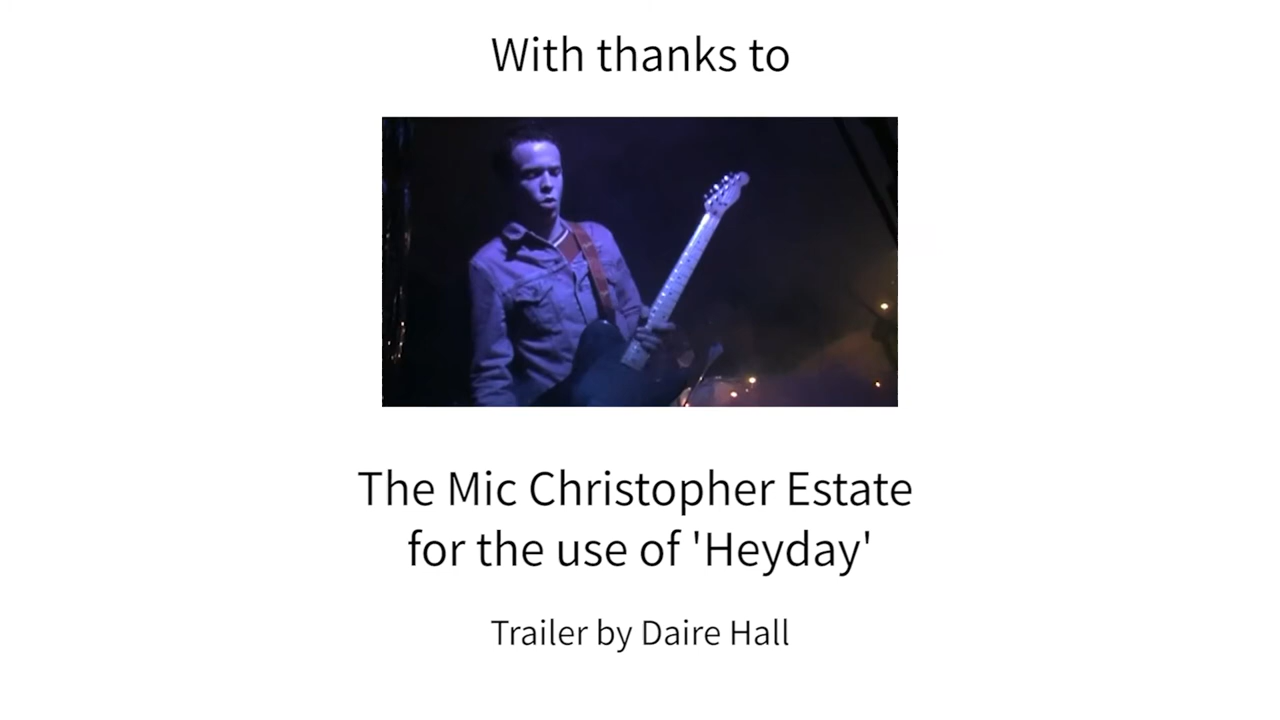 With thanks to
The Mic Christopher Estate
for the use of 'Heyday'
Trailer by Daire Hall